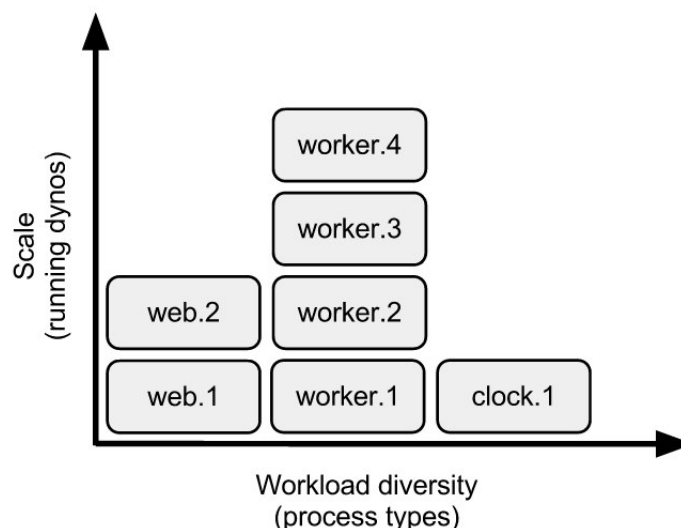 Scale
(running dynos)
worker.4
worker.3
web.2
worker.2
web.1
worker.1
clock.1
Workload diversity
(process types)